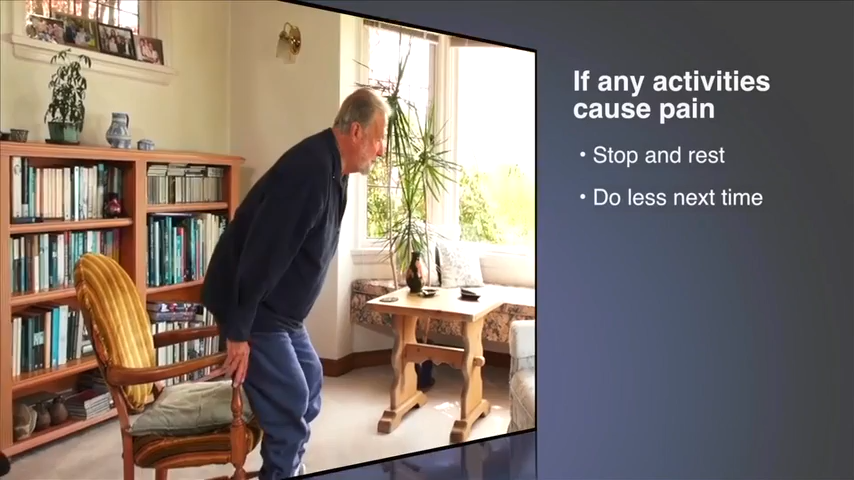 If any activities
cause pain
• Stop and rest
• Do less next time